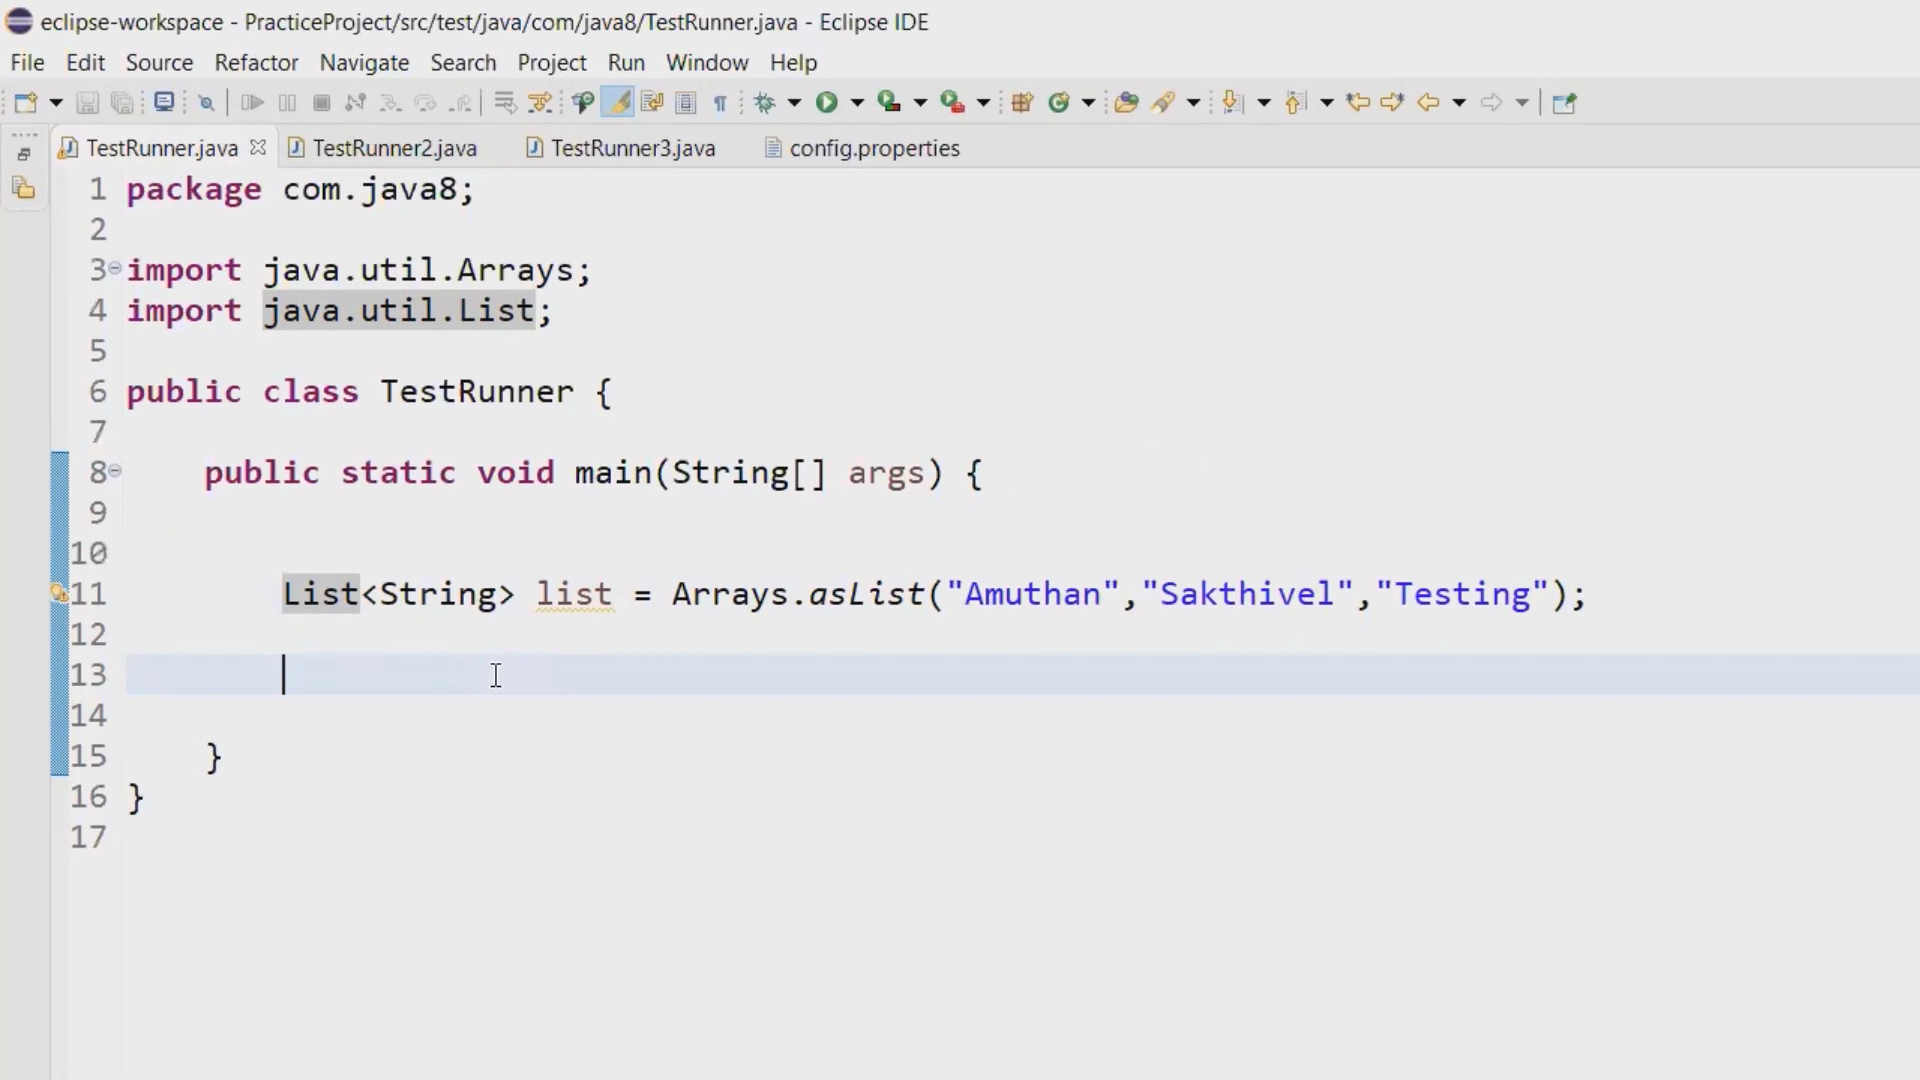 eclipse-workspace - PracticeProject/src/test/java/com/java8/TestRunner.java - Eclipse IDE
File Edit Source Refactor Navigate Search Project Run Window Help
TestRunner.java TestRunner2.java TestRunner3.java config.properties
1 package com.java8;
2
3 import java.util.Arrays;
4 import java.util.List;
5
6 public class TestRunner {
7
8 public static void main(String[] args) {
9
10
11 List<String> list = Arrays.asList("Amuthan","Sakthivel","Testing");
12
13
14
15 }
16 }
17